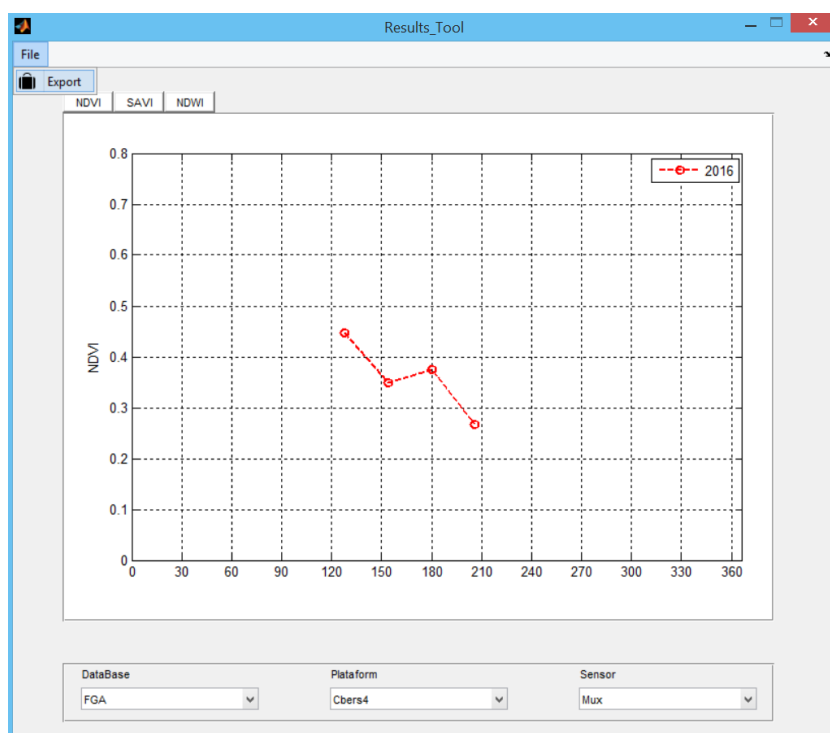 Results_Tool
File
Export
NDVI SAVI NDWI
2016
0.8
0.7
0.6
0.5
0.4
0.3
0.2
0.1
0
NDVI
0 30 60 90 120 150 180 210 240 270 300 330 360
DataBase Plataform Sensor
FGA Cbers4 Mux